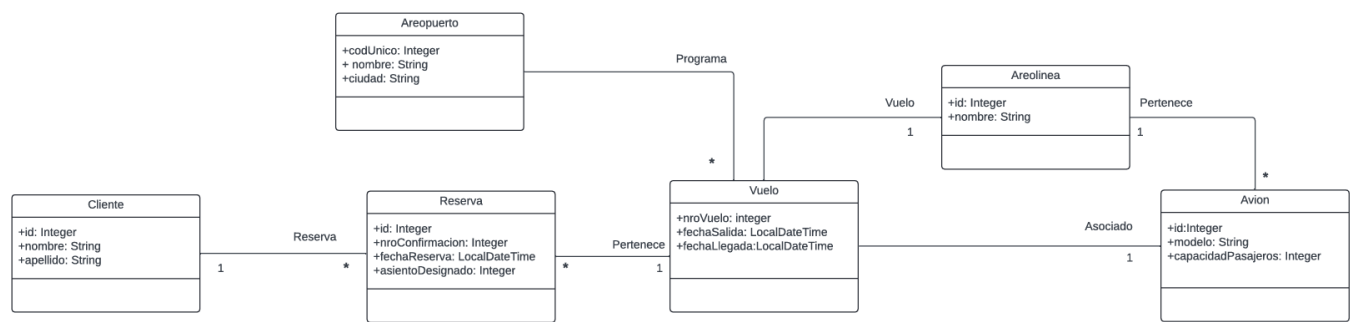 Areopuerto
+codUnico: Integer
+ nombre: String
+ciudad: String
Programa
*
Areolinea
+id: Integer
+nombre: String
Vuelo
1
Pertenece
1
*
Cliente
+id: Integer
+nombre: String
+apellido: String
Reserva
1
*
Reserva
+id: Integer
+nroConfirmacion: Integer
+fechaReserva: LocalDateTime
+asientoDesignado: Integer
Pertenece
*
1
Vuelo
+nroVuelo: integer
+fechaSalida: LocalDateTime
+fechaLlegada:LocalDateTime
Asociado
1
Avion
+id:Integer
+modelo: String
+capacidadPasajeros: Integer